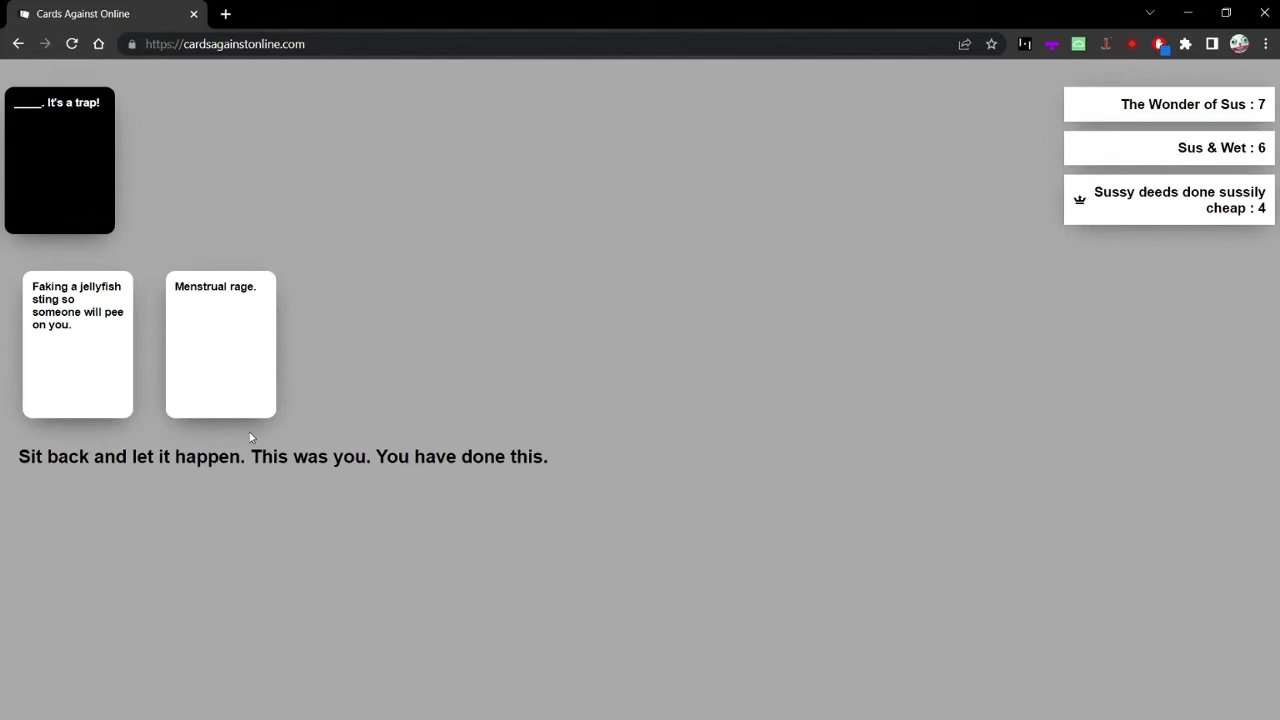 Cards Against Online
https://cardsagainstonline.com
_____. It's a trap!
The Wonder of Sus : 7
Sus & Wet : 6
Sussy deeds done sussily
cheap : 4
Faking a jellyfish
sting so
someone will pee
on you.
Menstrual rage.
Sit back and let it happen. This was you. You have done this.